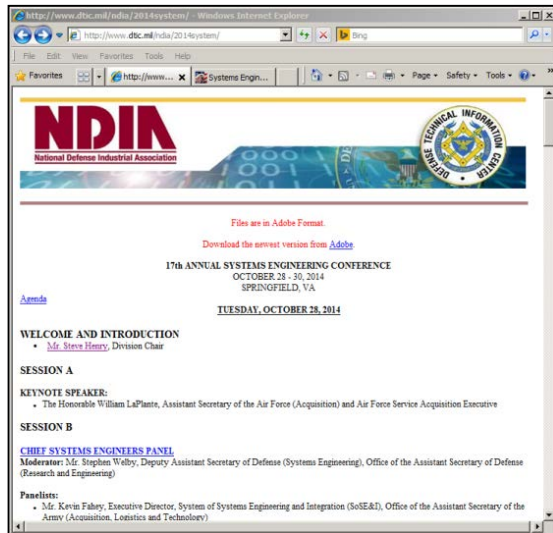 http://www.dtic.mil/ndia/2014system/ - Windows Internet Explorer
http://www.dtic.mil/ndia/2014system/
Bing
File Edit View Favorites Tools Help
Favorites
http://www...
Systems Engin...
Page Safety Tools
NDIA
National Defense Industrial Association
DEFENSE TECHNICAL INFORMATION CENTER
Files are in Adobe Format.
Download the newest version from Adobe.
17th ANNUAL SYSTEMS ENGINEERING CONFERENCE
OCTOBER 28 - 30, 2014
SPRINGFIELD, VA
Agenda
TUESDAY, OCTOBER 28, 2014
WELCOME AND INTRODUCTION
• Mr. Steve Henry, Division Chair
SESSION A
KEYNOTE SPEAKER:
• The Honorable William LaPlante, Assistant Secretary of the Air Force (Acquisition) and Air Force Service Acquisition Executive
SESSION B
CHIEF SYSTEMS ENGINEERS PANEL
Moderator: Mr. Stephen Welby, Deputy Assistant Secretary of Defense (Systems Engineering), Office of the Assistant Secretary of Defense
(Research and Engineering)
Panelists:
• Mr. Kevin Fahey, Executive Director, System of Systems Engineering and Integration (SoSE&I), Office of the Assistant Secretary of the
Army (Acquisition, Logistics and Technology)